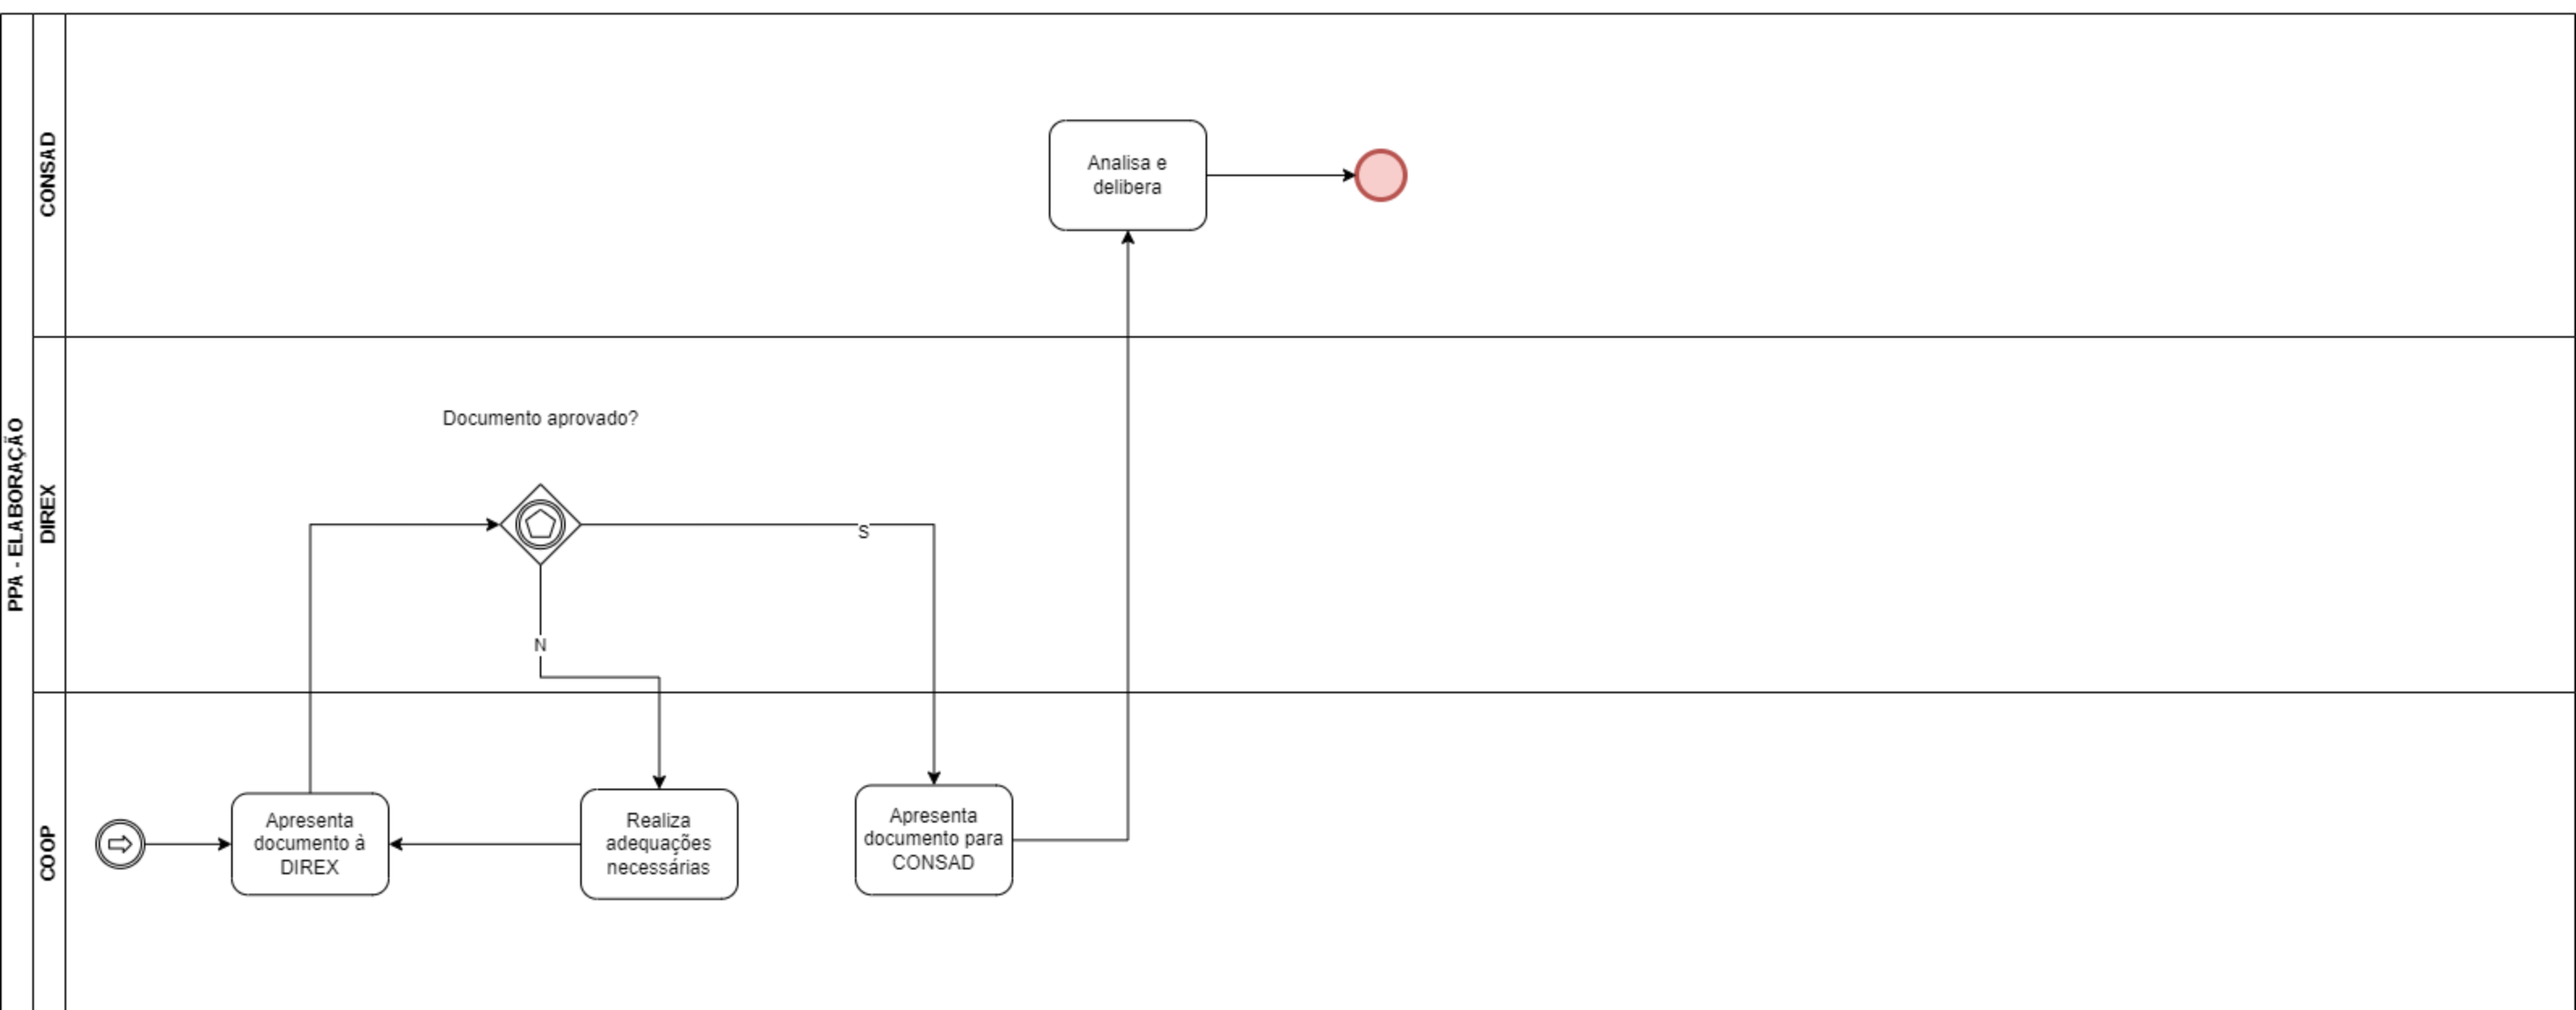 PPA - ELABORAÇÃO
CONSAD
Analisa e
delibera
DIREX
Documento aprovado?
S
N
COOP
Apresenta
documento à
DIREX
Realiza
adequações
necessárias
Apresenta
documento para
CONSAD